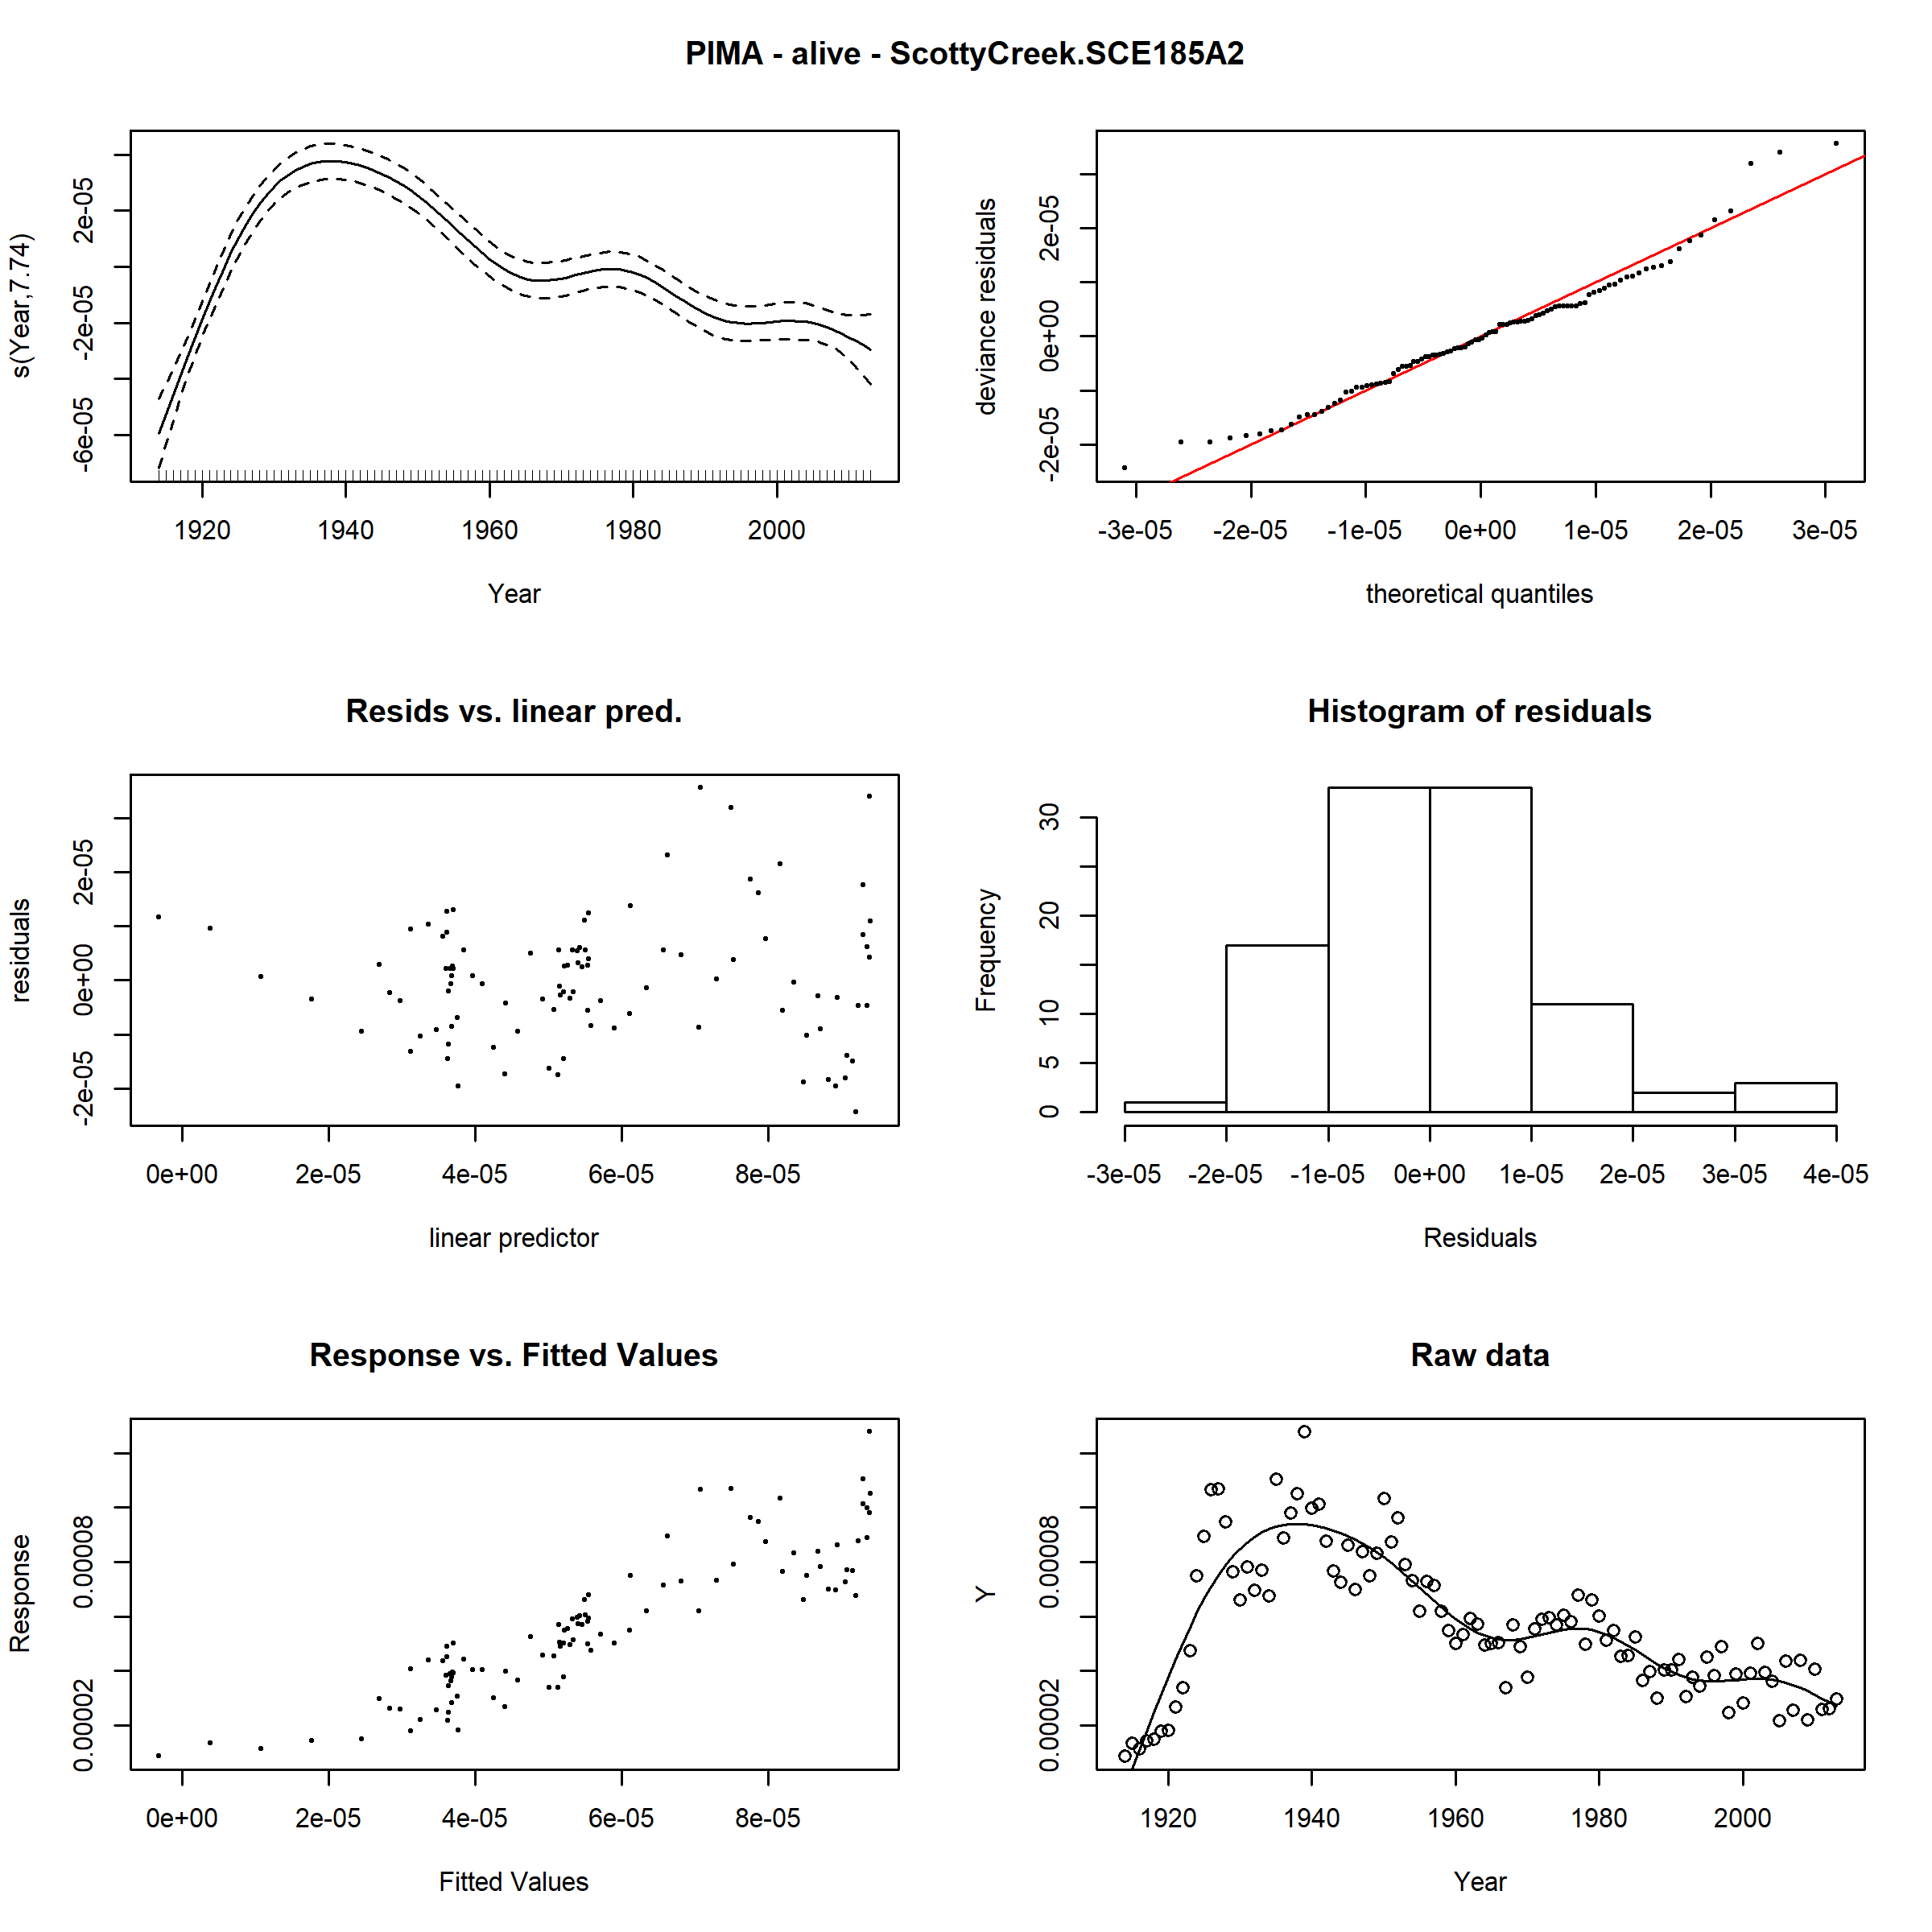 PIMA - alive - ScottyCreek.SCE185A2
s(Year,7.74)
-6e-05 -2e-05 2e-05
1920 1940 1960 1980 2000
Year
deviance residuals
-2e-05 0e+00 2e-05
-3e-05 -2e-05 -1e-05 0e+00 1e-05 2e-05 3e-05
theoretical quantiles
Resids vs. linear pred.
residuals
-2e-05 0e+00 2e-05
0e+00 2e-05 4e-05 6e-05 8e-05
linear predictor
Histogram of residuals
Frequency
0 5 10 20 30
-3e-05 -2e-05 -1e-05 0e+00 1e-05 2e-05 3e-05 4e-05
Residuals
Response vs. Fitted Values
Response
0.00002 0.00008
0e+00 2e-05 4e-05 6e-05 8e-05
Fitted Values
Raw data
Y
0.00002 0.00008
1920 1940 1960 1980 2000
Year